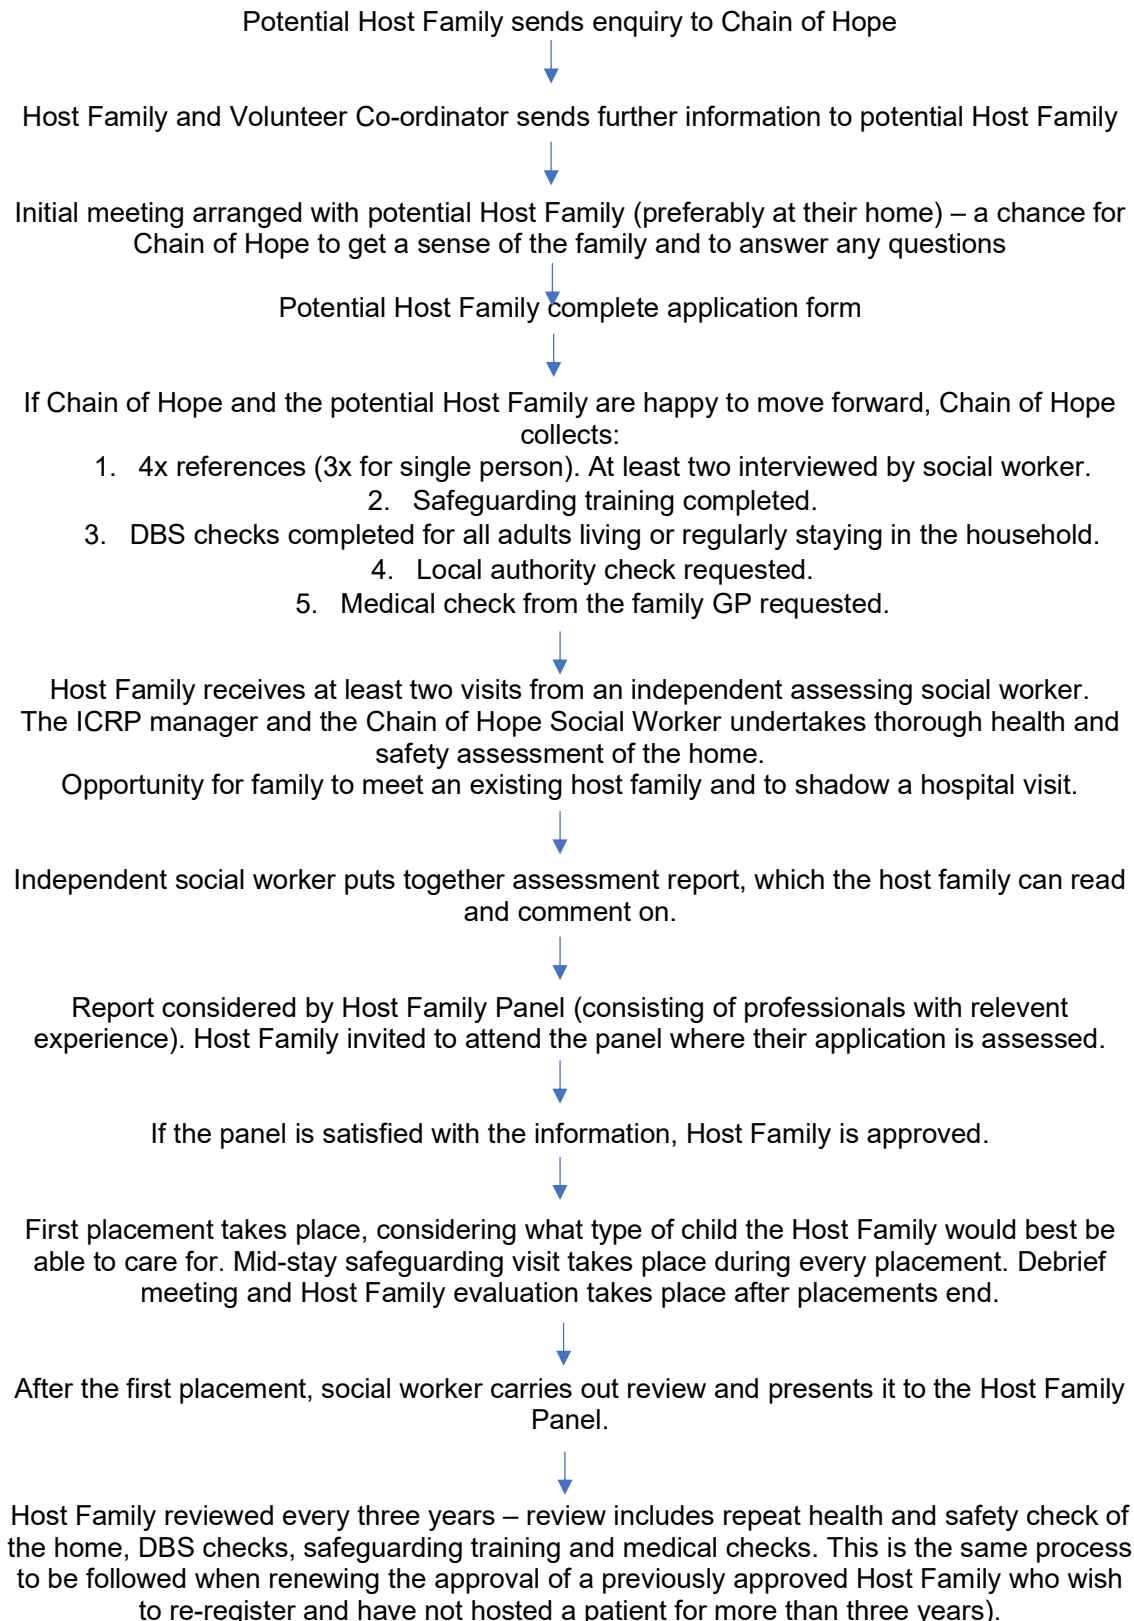 Potential Host Family sends enquiry to Chain of Hope
Host Family and Volunteer Co-ordinator sends further information to potential Host Family
Initial meeting arranged with potential Host Family (preferably at their home) – a chance for
Chain of Hope to get a sense of the family and to answer any questions
Potential Host Family complete application form
If Chain of Hope and the potential Host Family are happy to move forward, Chain of Hope
collects:
1. 4x references (3x for single person). At least two interviewed by social worker.
2. Safeguarding training completed.
3. DBS checks completed for all adults living or regularly staying in the household.
4. Local authority check requested.
5. Medical check from the family GP requested.
Host Family receives at least two visits from an independent assessing social worker.
The ICRP manager and the Chain of Hope Social Worker undertakes thorough health and
safety assessment of the home.
Opportunity for family to meet an existing host family and to shadow a hospital visit.
Independent social worker puts together assessment report, which the host family can read
and comment on.
Report considered by Host Family Panel (consisting of professionals with relevent
experience). Host Family invited to attend the panel where their application is assessed.
If the panel is satisfied with the information, Host Family is approved.
First placement takes place, considering what type of child the Host Family would best be
able to care for. Mid-stay safeguarding visit takes place during every placement. Debrief
meeting and Host Family evaluation takes place after placements end.
After the first placement, social worker carries out review and presents it to the Host Family
Panel.
Host Family reviewed every three years – review includes repeat health and safety check of
the home, DBS checks, safeguarding training and medical checks. This is the same process
to be followed when renewing the approval of a previously approved Host Family who wish
to re-register and have not hosted a patient for more than three years).